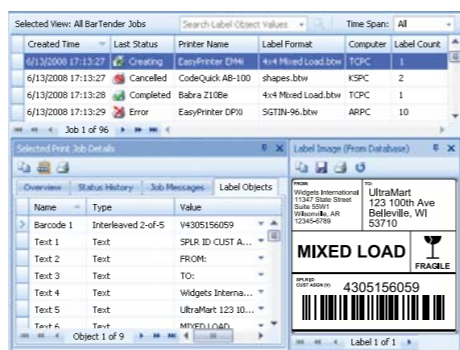 Selected View: All BarTender Jobs Search Label Object Values Time Span: All
Created Time Last Status Printer Name Label Format Computer Label Count
6/13/2008 17:13:27 Creating EasyPrinter EM4i 4x4 Mixed Load.btw TCPC 1
6/13/2008 17:13:27 Cancelled CodeQuick AB-100 shapes.btw KSPC 2
6/13/2008 17:13:28 Completed Babra Z10Be 4x4 Mixed Load.btw TCPC 1
6/13/2008 17:13:29 Error EasyPrinter DPXi SGTIN-96.btw ARPC 10
Job 1 of 96
Selected Print Job Details
Overview Status History Job Messages Label Objects
Name Type Value
Barcode 1 Interleaved 2-of-5 V4305156059
Text 1 Text SPLR ID CUST A...
Text 2 Text FROM:
Text 3 Text TO:
Text 4 Text Widgets Interna...
Text 5 Text UltraMart 123 10...
Text 6 Text MIXED LOAD
Object 1 of 9
Label Image (From Database)
FROM:
Widgets International
11347 State Street
Suite 55W1
Wilsonville, AR
12345-6789
TO:
UltraMart
123 100th Ave
Belleville, WI
53710
MIXED LOAD
FRAGILE
SPLR ID
CUST ASGN (V) 4305156059
Label 1 of 1